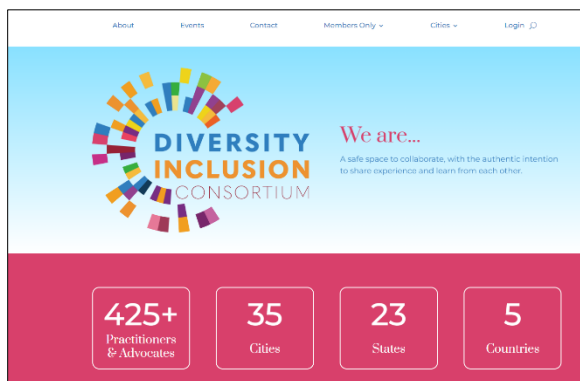 About Events Contact Members Only Cities Login
DIVERSITY
INCLUSION
CONSORTIUM
We are...
A safe space to collaborate, with the authentic intention
to share experience and learn from each other.
425+
Practitioners
& Advocates
35
Cities
23
States
5
Countries